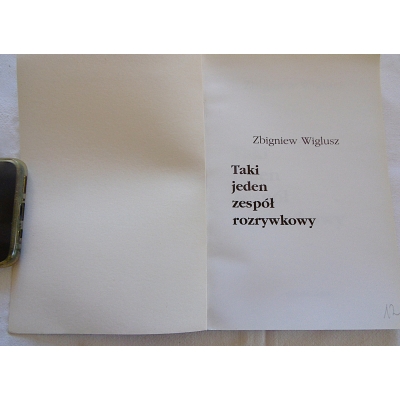 Zbigniew Wiglusz
Taki
jeden
zespół
rozrywkowy